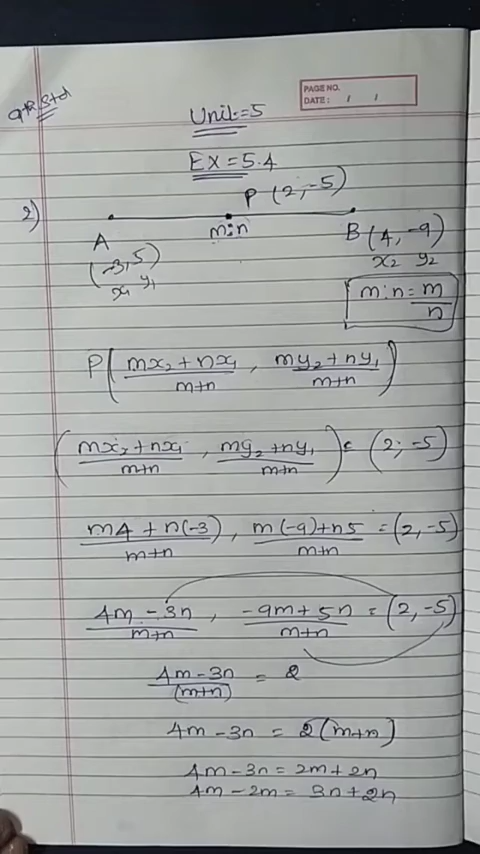 9th Std
PAGE NO.
DATE: / /
Unit=5
Ex=5.4
P (2, -5)
2)
A m:n B (4, -9)
(-3, 5) x₂ y₂
x₁ y₁
m:n = m/n
P((mx₂+nx₁)/(m+n), (my₂+ny₁)/(m+n))
((mx₂+nx₁)/(m+n), (my₂+ny₁)/(m+n)) = (2, -5)
(m4+n(-3))/(m+n), (m(-9)+n5)/(m+n) = (2, -5)
(4m-3n)/(m+n), (-9m+5n)/(m+n) = (2, -5)
(4m-3n)/(m+n) = 2
4m-3n = 2(m+n)
4m-3n = 2m+2n
4m-2m = 3n+2n